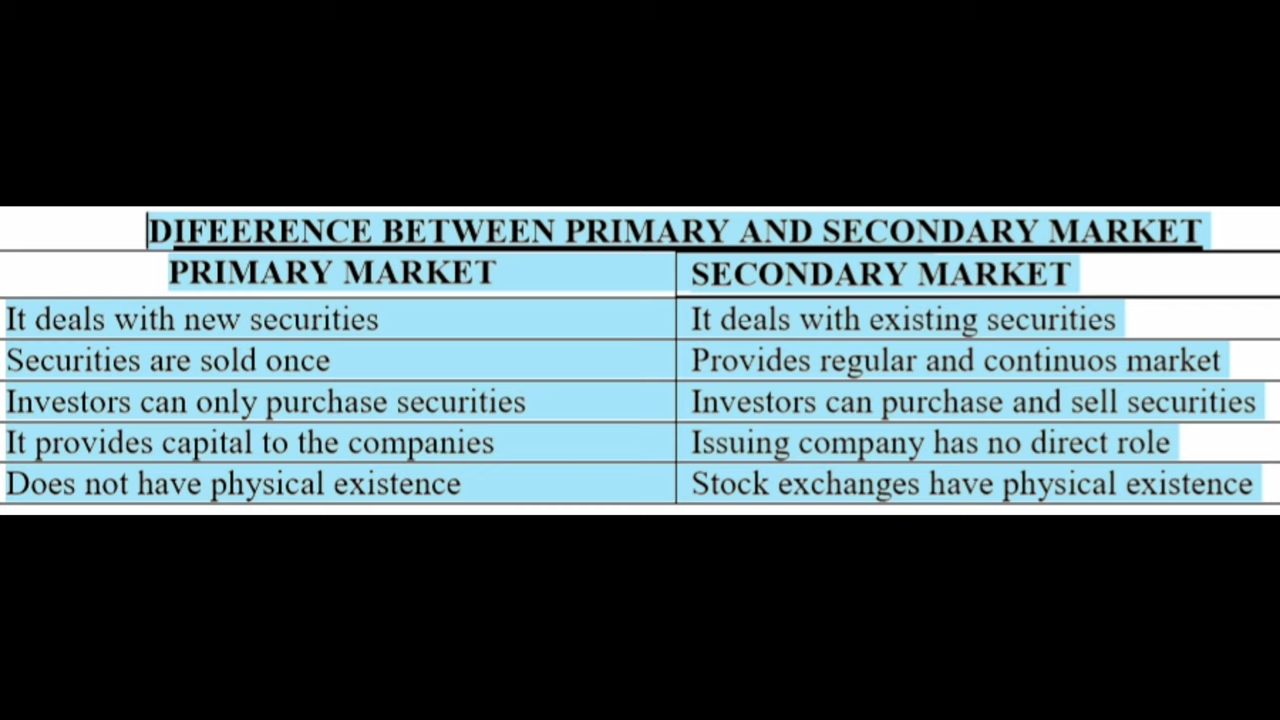 DIFEERENCE BETWEEN PRIMARY AND SECONDARY MARKET
PRIMARY MARKET SECONDARY MARKET
It deals with new securities It deals with existing securities
Securities are sold once Provides regular and continuos market
Investors can only purchase securities Investors can purchase and sell securities
It provides capital to the companies Issuing company has no direct role
Does not have physical existence Stock exchanges have physical existence